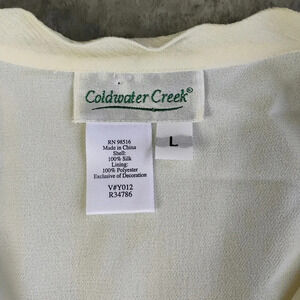 Coldwater Creek®
RN 98516
Made in China
Shell:
100% Silk
Lining:
100% Polyester
Exclusive of Decoration
V#Y012
R34786
L